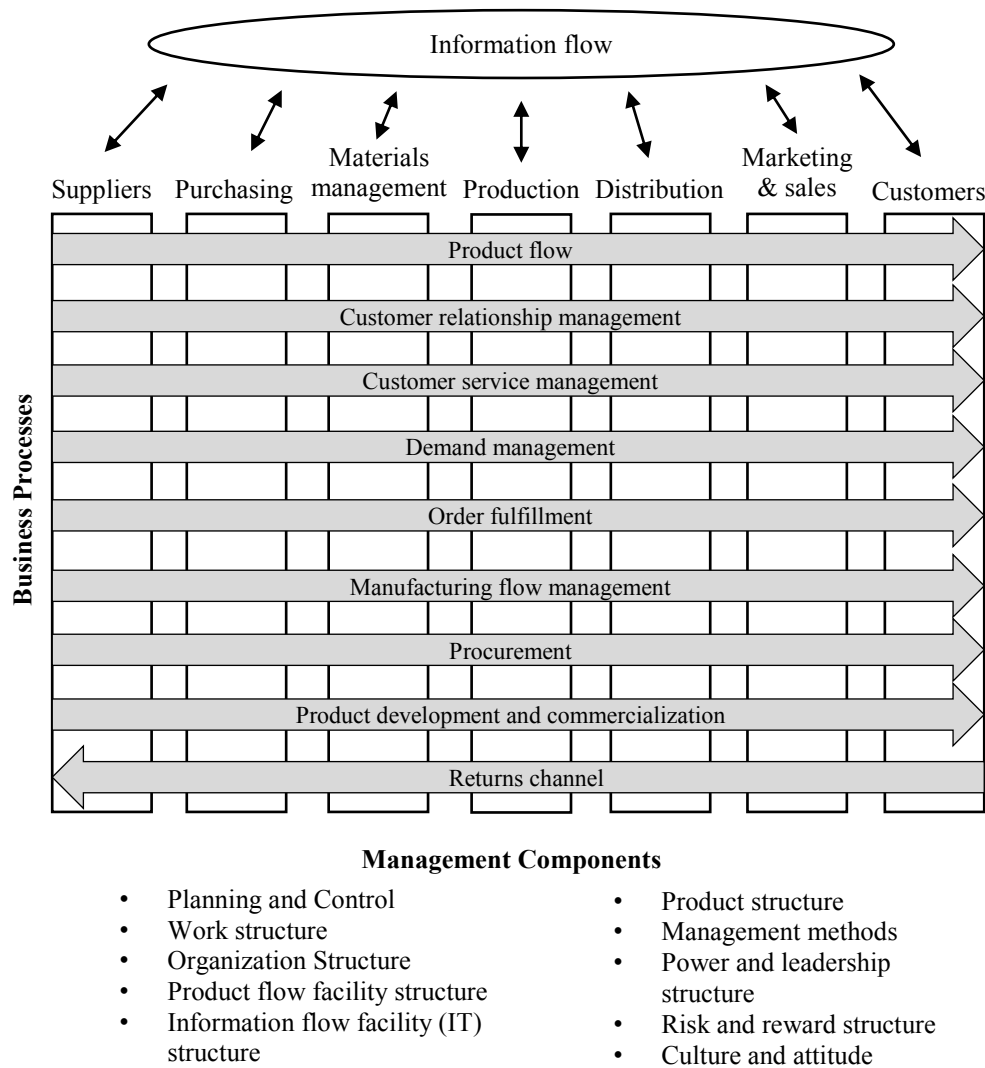 Information flow
Materials
management
Marketing
& sales
Suppliers
Purchasing
Production
Distribution
Customers
Business Processes
Product flow
Customer relationship management
Customer service management
Demand management
Order fulfillment
Manufacturing flow management
Procurement
Product development and commercialization
Returns channel
Management Components
• Planning and Control
• Work structure
• Organization Structure
• Product flow facility structure
• Information flow facility (IT)
structure
• Product structure
• Management methods
• Power and leadership
structure
• Risk and reward structure
• Culture and attitude